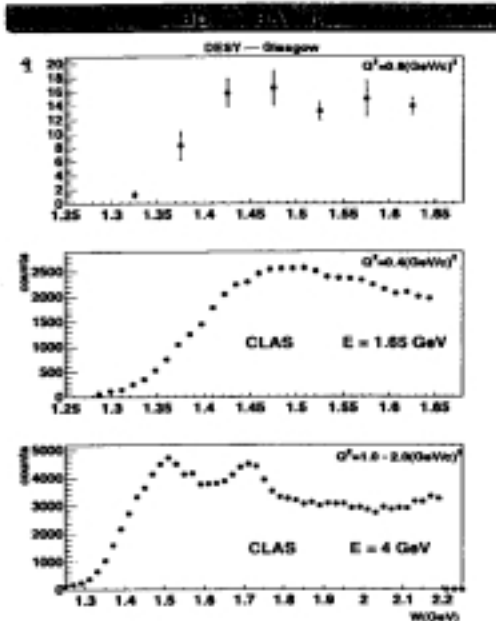 DESY — Glasgow
Q²=0.6(GeV/c)²
20
18
16
14
12
10
8
6
4
2
0
1.25 1.3 1.35 1.4 1.45 1.5 1.55 1.6 1.65
counts
Q²=0.4(GeV/c)²
2500
2000
1500
1000
500
0
CLAS E = 1.65 GeV
1.25 1.3 1.35 1.4 1.45 1.5 1.55 1.6 1.65
counts
Q²=1.0 - 2.0(GeV/c)²
5000
4000
3000
2000
1000
0
CLAS E = 4 GeV
1.3 1.4 1.5 1.6 1.7 1.8 1.9 2 2.1 2.2
W(GeV)